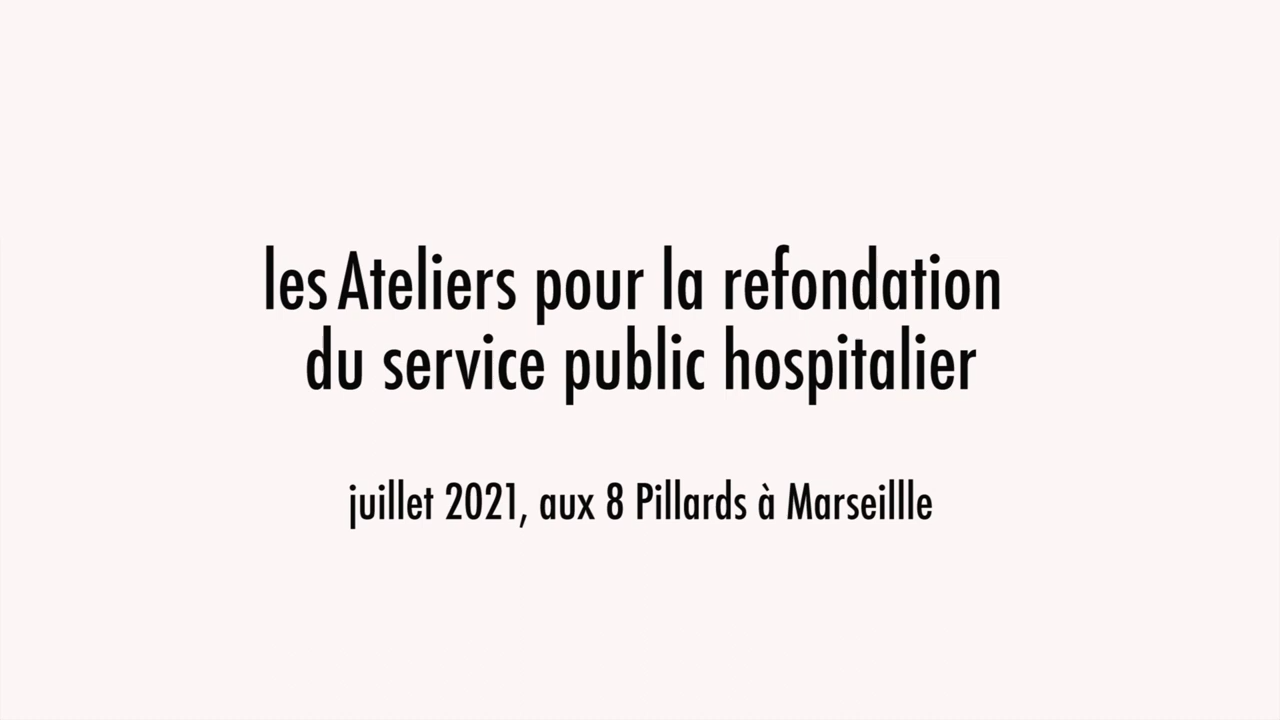 les Ateliers pour la refondation
du service public hospitalier
juillet 2021, aux 8 Pillards à Marseillle